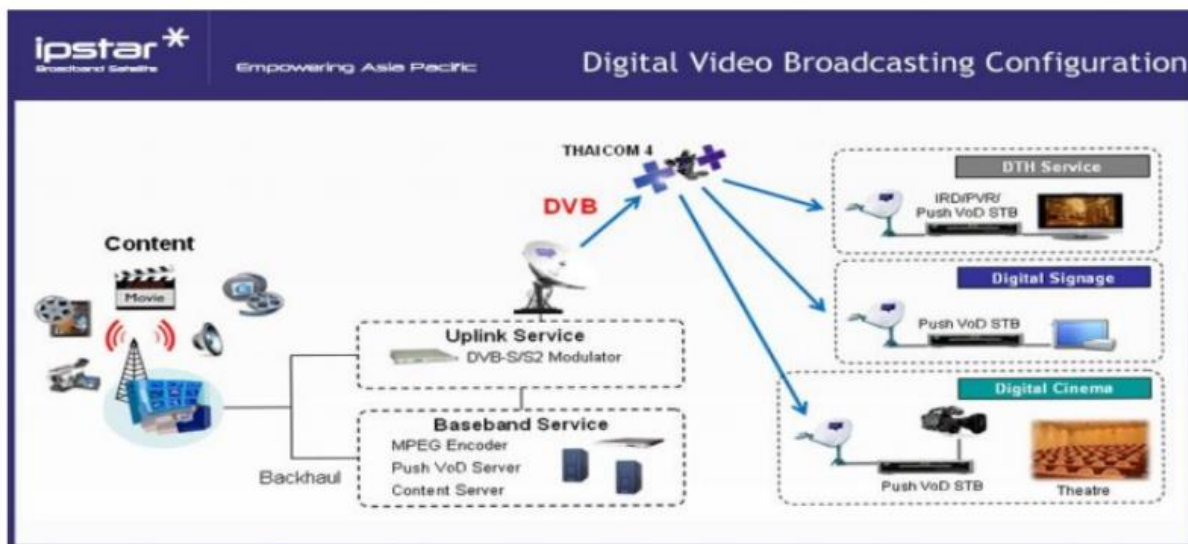 ipstar
Broadband Satellite
Empowering Asia Pacific
Digital Video Broadcasting Configuration
THAICOM 4
DVB
Content
Movie
Uplink Service
DVB-S/S2 Modulator
Baseband Service
MPEG Encoder
Push VoD Server
Content Server
Backhaul
DTH Service
IRD/PVR/
Push VoD STB
Digital Signage
Push VoD STB
Digital Cinema
Push VoD STB
Theatre